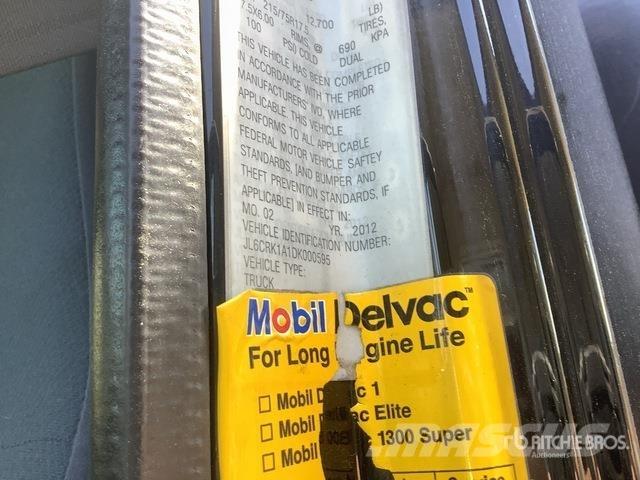 215/75R17.5 12,700 LB)
7.5X6.00 RIMS @ TIRES,
100 PSI COLD 690 KPA
DUAL
THIS VEHICLE HAS BEEN COMPLETED
IN ACCORDANCE WITH THE PRIOR
MANUFACTURERS' IVD, WHERE
APPLICABLE. THIS VEHICLE
CONFORMS TO ALL APPLICABLE
FEDERAL MOTOR VEHICLE SAFTEY
STANDARDS, [AND BUMPER AND
THEFT PREVENTION STANDARDS, IF
APPLICABLE] IN EFFECT IN:
MO. 02 YR. 2012
VEHICLE IDENTIFICATION NUMBER:
JL6CRK1A1DK000595
VEHICLE TYPE:
TRUCK
Mobil Delvac™
For Long gine Life
Mobil D c 1
Mobil D ac Elite
Mobil c 1300 Super
MASCUS
RITCHIE BROS.
Auctioneers